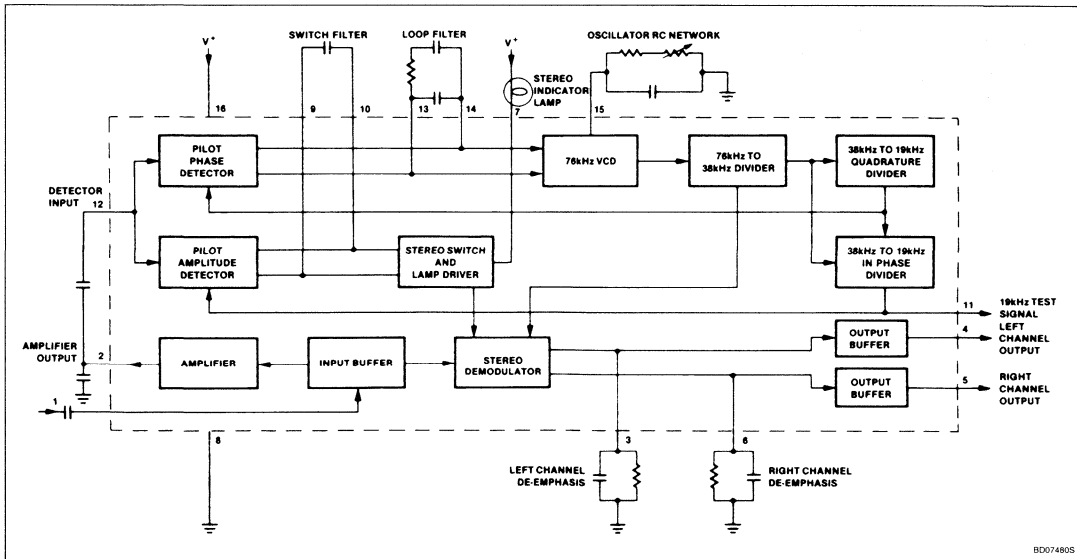 SWITCH FILTER
LOOP FILTER
OSCILLATOR RC NETWORK
V+
V+
STEREO
INDICATOR
LAMP
16
9
10
13
14
7
15
PILOT
PHASE
DETECTOR
76kHz VCD
76kHz TO
38kHz DIVIDER
38kHz TO 19kHz
QUADRATURE
DIVIDER
DETECTOR
INPUT
12
PILOT
AMPLITUDE
DETECTOR
STEREO SWITCH
AND
LAMP DRIVER
38kHz TO 19kHz
IN PHASE
DIVIDER
11
19kHz TEST
SIGNAL
AMPLIFIER
OUTPUT
2
AMPLIFIER
INPUT BUFFER
STEREO
DEMODULATOR
OUTPUT
BUFFER
4
LEFT
CHANNEL
OUTPUT
OUTPUT
BUFFER
5
RIGHT
CHANNEL
OUTPUT
1
8
3
6
LEFT CHANNEL
DE-EMPHASIS
RIGHT CHANNEL
DE-EMPHASIS
BD07480S